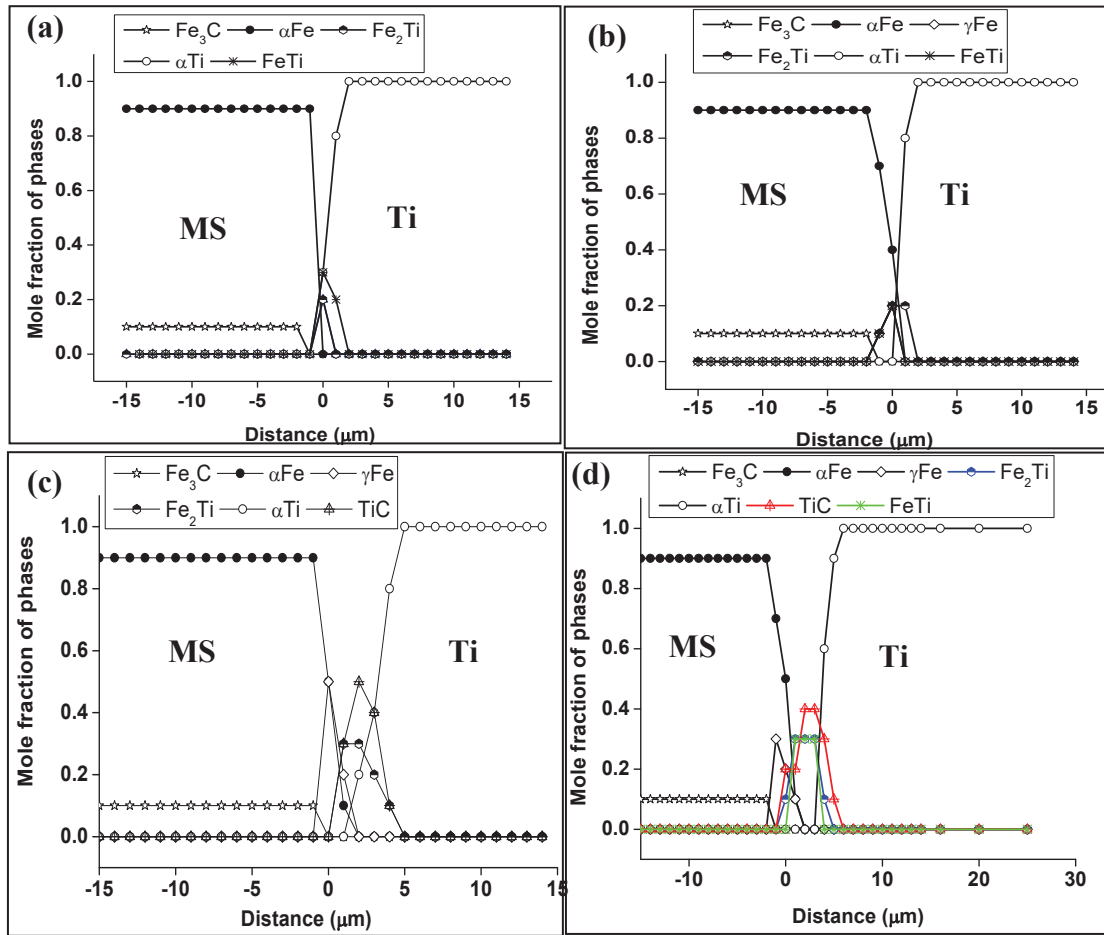 (a)
Fe₃C αFe Fe₂Ti
αTi FeTi
1.0
0.8
0.6
0.4
0.2
0.0
MS Ti
Mole fraction of phases
-15 -10 -5 0 5 10 15
Distance (μm)
(b)
Fe₃C αFe γFe
Fe₂Ti αTi FeTi
1.0
0.8
0.6
0.4
0.2
0.0
MS Ti
Mole fraction of phases
-15 -10 -5 0 5 10 15
Distance (μm)
(c)
Fe₃C αFe γFe
Fe₂Ti αTi TiC
1.0
0.8
0.6
0.4
0.2
0.0
MS Ti
Mole fraction of phases
-15 -10 -5 0 5 10 15
Distance (μm)
(d)
Fe₃C αFe γFe Fe₂Ti
αTi TiC FeTi
1.0
0.8
0.6
0.4
0.2
0.0
MS Ti
Mole fraction of phases
-10 0 10 20 30
Distance (μm)